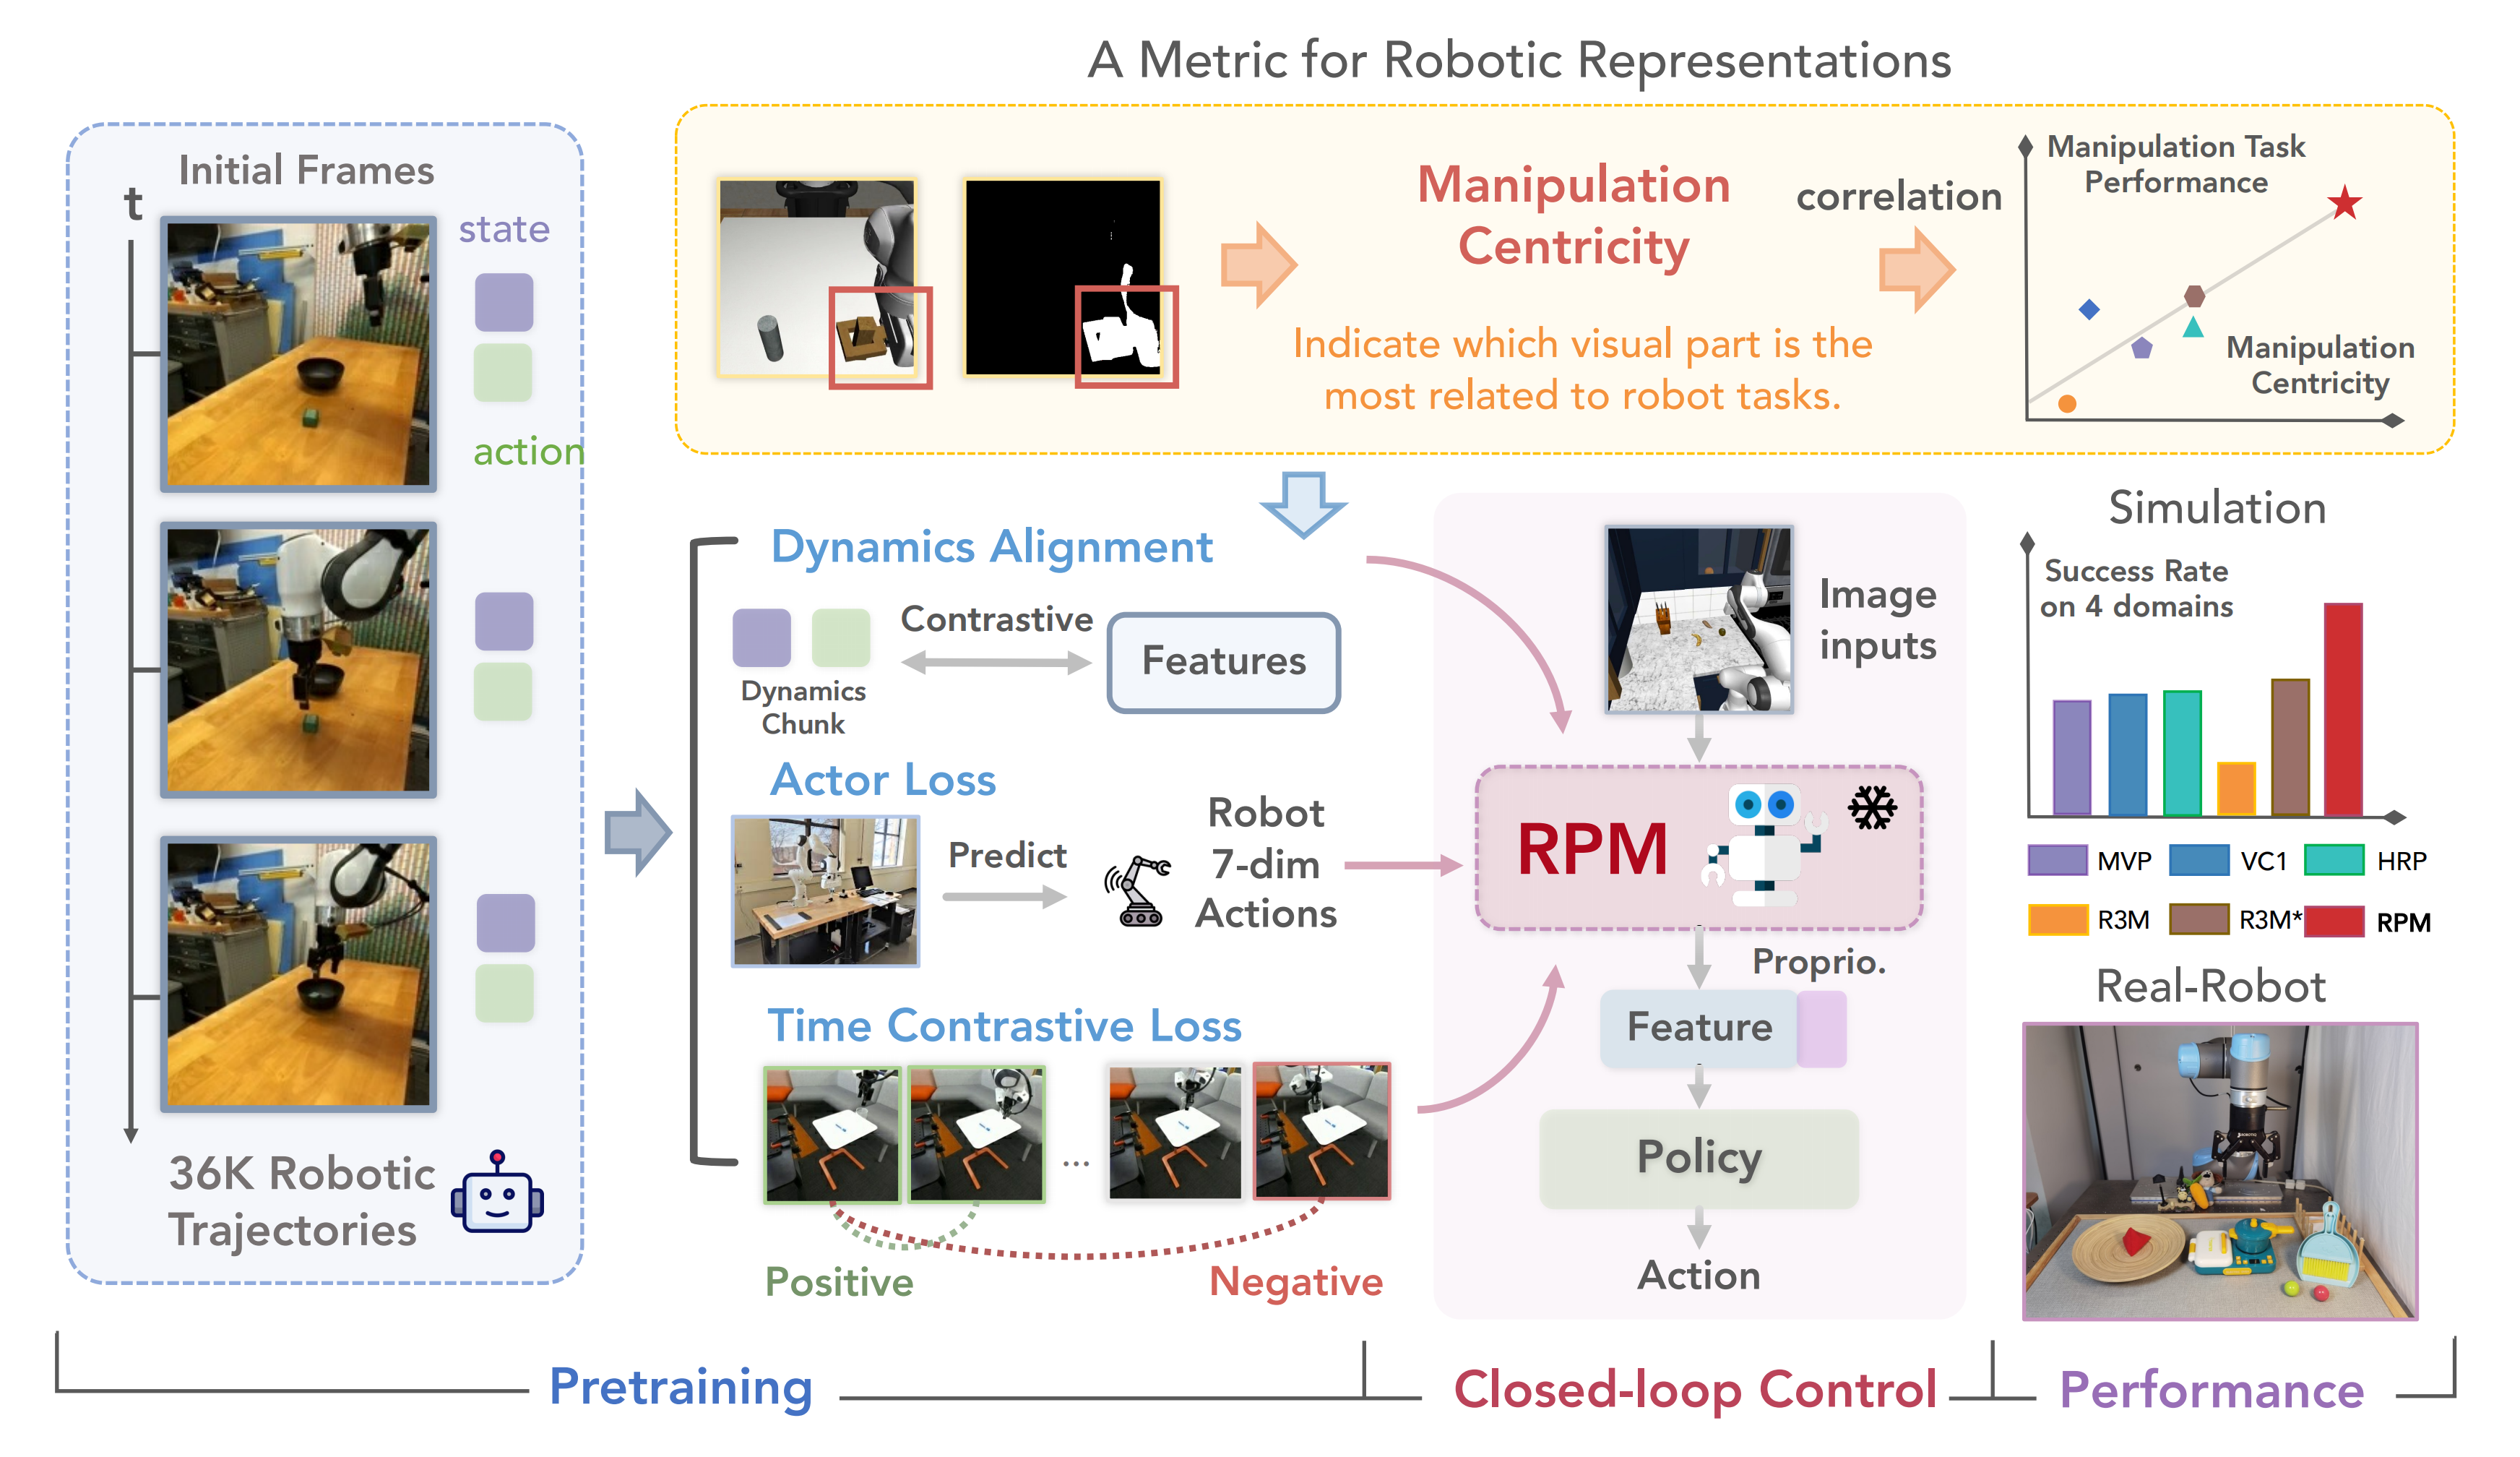 A Metric for Robotic Representations
Initial Frames
t
state
action
36K Robotic
Trajectories
Manipulation
Centricity
Indicate which visual part is the
most related to robot tasks.
correlation
Manipulation Task
Performance
Manipulation
Centricity
Dynamics Alignment
Contrastive
Features
Dynamics
Chunk
Actor Loss
Predict
Robot
7-dim
Actions
Time Contrastive Loss
...
Positive
Negative
Image
inputs
RPM
Proprio.
Feature
Policy
Action
Simulation
Success Rate
on 4 domains
MVP VC1 HRP
R3M R3M* RPM
Real-Robot
Pretraining
Closed-loop Control
Performance